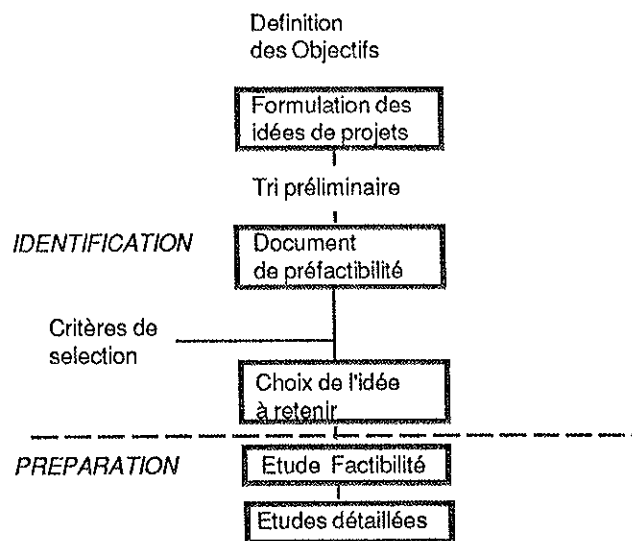 Definition
des Objectifs
Formulation des
idées de projets
Tri préliminaire
IDENTIFICATION
Document
de préfactibilité
Critères de
selection
Choix de l'idée
à retenir
PREPARATION
Etude Factibilité
Etudes détaillées